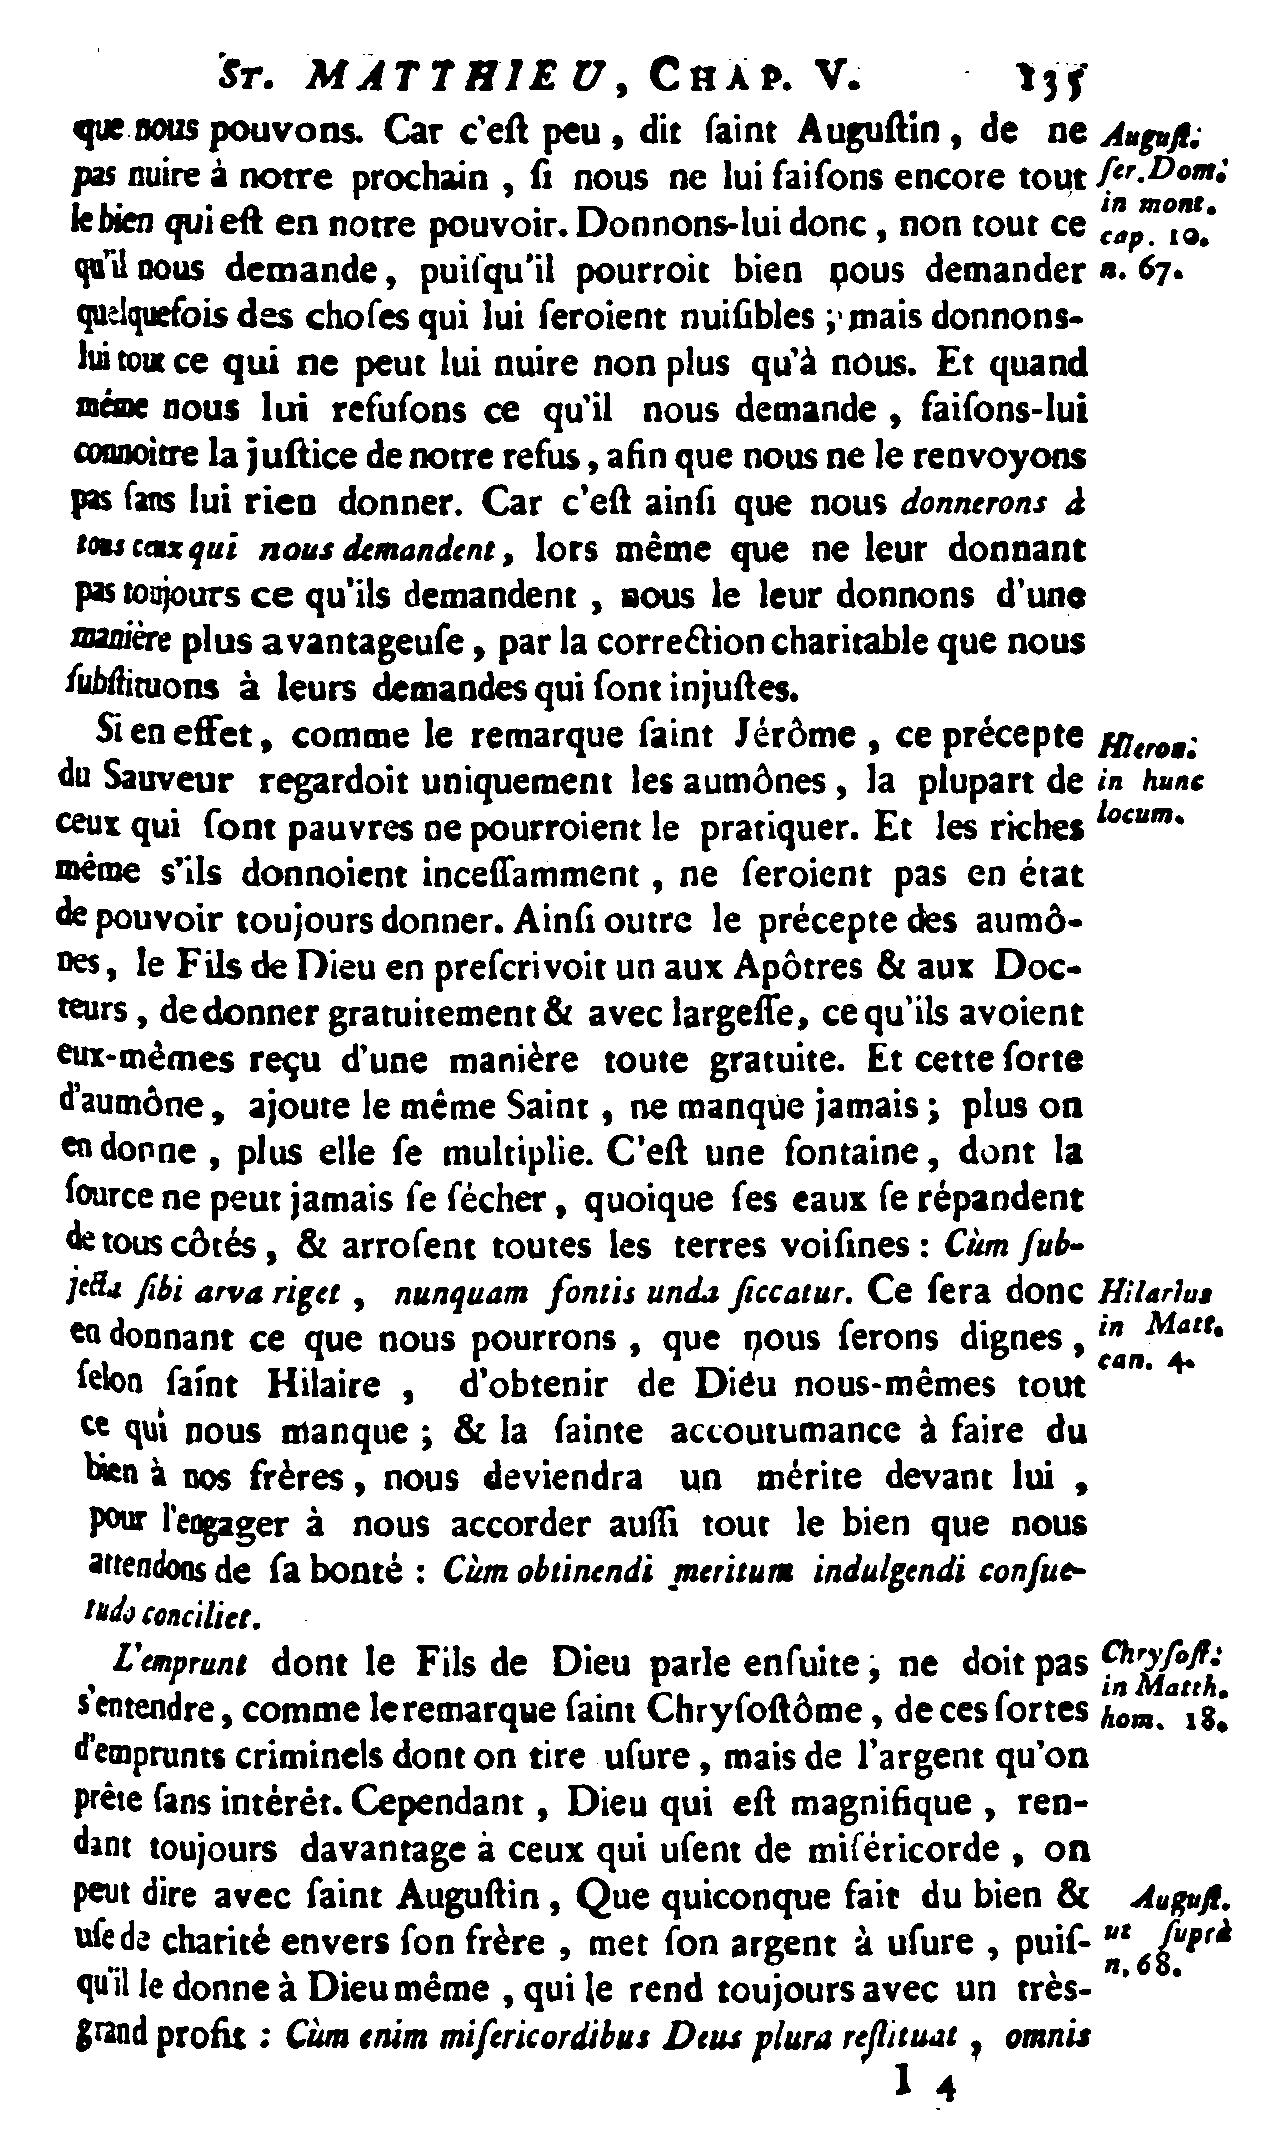 St. MATTHIEU, CHAP. V. 135
que nous pouvons. Car c'eſt peu, dit ſaint Auguſtin, de ne
pas nuire à notre prochain, ſi nous ne lui faiſons encore tout
le bien qui eſt en notre pouvoir. Donnons-lui donc, non tout ce
qu'il nous demande, puiſqu'il pourroit bien nous demander
quelquefois des choſes qui lui ſeroient nuiſibles; mais donnons-
lui tout ce qui ne peut lui nuire non plus qu'à nous. Et quand
même nous lui refuſons ce qu'il nous demande, faiſons-lui
connoitre la juſtice de notre refus, afin que nous ne le renvoyons
pas ſans lui rien donner. Car c'eſt ainſi que nous donnerons à
tous ceux qui nous demandent, lors même que ne leur donnant
pas toujours ce qu'ils demandent, nous le leur donnons d'une
manière plus avantageuſe, par la correction charitable que nous
ſubſtituons à leurs demandes qui ſont injuſtes.
Si en effet, comme le remarque ſaint Jérôme, ce précepte
du Sauveur regardoit uniquement les aumônes, la plupart de
ceux qui ſont pauvres ne pourroient le pratiquer. Et les riches
même s'ils donnoient inceſſamment, ne ſeroient pas en état
de pouvoir toujours donner. Ainſi outre le précepte des aumô-
nes, le Fils de Dieu en preſcrivoit un aux Apôtres & aux Doc-
teurs, de donner gratuitement & avec largeſſe, ce qu'ils avoient
eux-mêmes reçu d'une manière toute gratuite. Et cette ſorte
d'aumône, ajoute le même Saint, ne manque jamais; plus on
en donne, plus elle ſe multiplie. C'eſt une fontaine, dont la
ſource ne peut jamais ſe ſécher, quoique ſes eaux ſe répandent
de tous côtés, & arroſent toutes les terres voiſines: Cùm ſub-
jecta ſibi arva riget, nunquam fontis unda ſiccatur. Ce ſera donc
en donnant ce que nous pourrons, que nous ſerons dignes,
ſelon ſaint Hilaire, d'obtenir de Dieu nous-mêmes tout
ce qui nous manque; & la ſainte accoutumance à faire du
bien à nos frères, nous deviendra un mérite devant lui,
pour l'engager à nous accorder auſſi tout le bien que nous
attendons de ſa bonté: Cùm obtinendi meritum indulgendi conſue-
tudo conciliet.
L'emprunt dont le Fils de Dieu parle enſuite, ne doit pas
s'entendre, comme le remarque ſaint Chryſoſtôme, de ces ſortes
d'emprunts criminels dont on tire uſure, mais de l'argent qu'on
prête ſans intérêt. Cependant, Dieu qui eſt magnifique, ren-
dant toujours davantage à ceux qui uſent de miſéricorde, on
peut dire avec ſaint Auguſtin, Que quiconque fait du bien &
uſe de charité envers ſon frère, met ſon argent à uſure, puiſ-
qu'il le donne à Dieu même, qui le rend toujours avec un très-
grand profit: Cùm enim miſericordibus Deus plura reſtituat, omnis
I 4
Auguſt.
ſer. Dom.
in mont.
cap. 19.
n. 67.
Hieron.
in hunc
locum.
Hilarius
in Matt.
can. 4.
Chryſoſt.
in Matth.
hom. 18.
Auguſt.
ut ſuprà
n. 68.